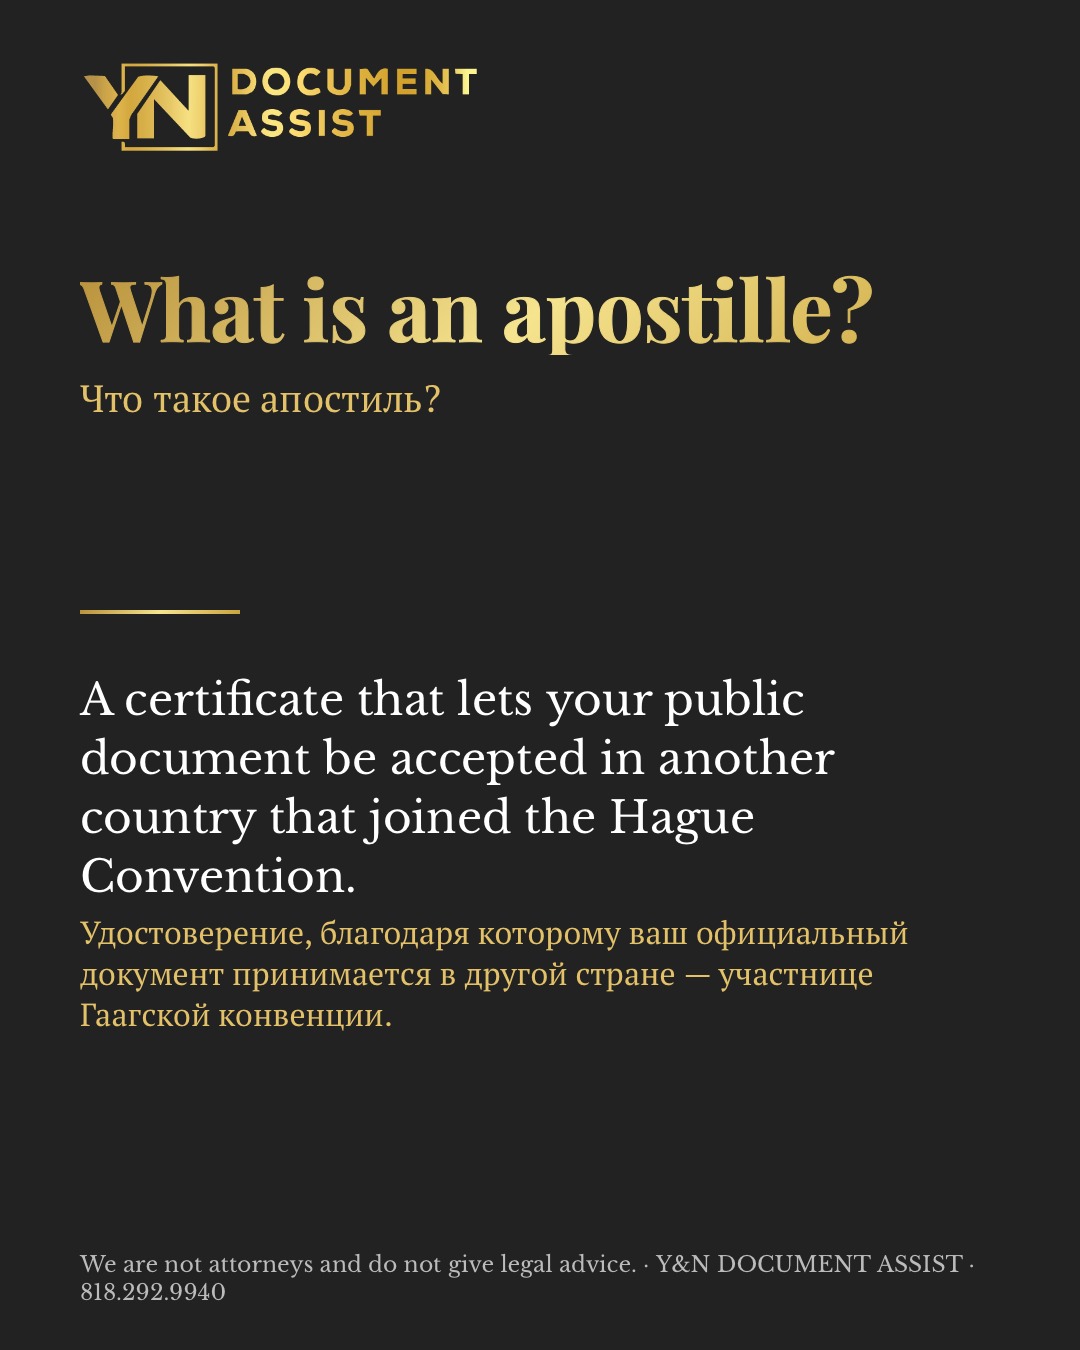 YN DOCUMENT
ASSIST
What is an apostille?
Что такое апостиль?
A certificate that lets your public
document be accepted in another
country that joined the Hague
Convention.
Удостоверение, благодаря которому ваш официальный
документ принимается в другой стране — участнице
Гаагской конвенции.
We are not attorneys and do not give legal advice. · Y&N DOCUMENT ASSIST ·
818.292.9940